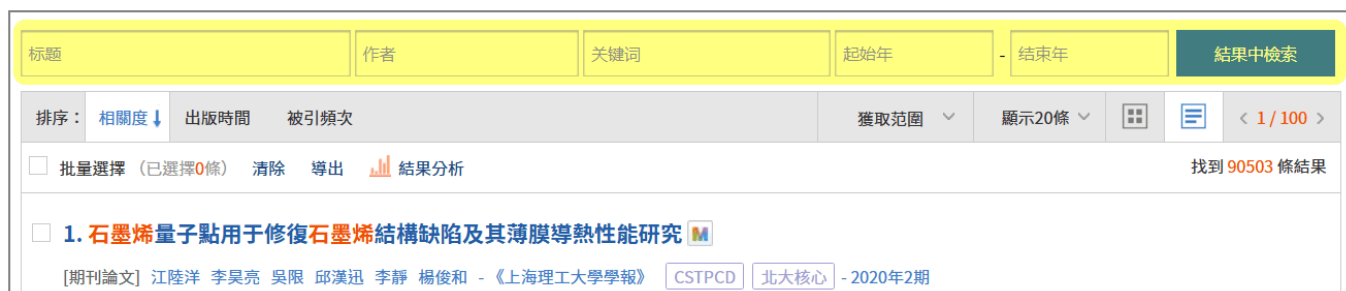 标题 作者 关键词 起始年 - 结束年 結果中檢索
排序： 相關度 出版時間 被引頻次 獲取范圍 顯示20條 < 1 / 100 >
批量選擇 （已選擇0條） 清除 導出 結果分析 找到 90503 條結果
1. 石墨烯量子點用于修復石墨烯結構缺陷及其薄膜導熱性能研究 M
[期刊論文] 江陸洋 李昊亮 吳限 邱漢迅 李靜 楊俊和 - 《上海理工大學學報》 CSTPCD 北大核心 - 2020年2期